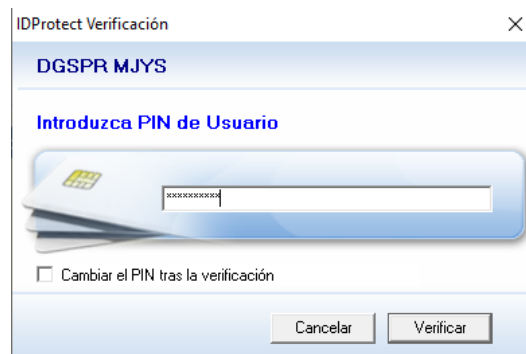 IDProtect Verificación
DGSPR MJYS
Introduzca PIN de Usuario
**********
Cambiar el PIN tras la verificación
Cancelar
Verificar